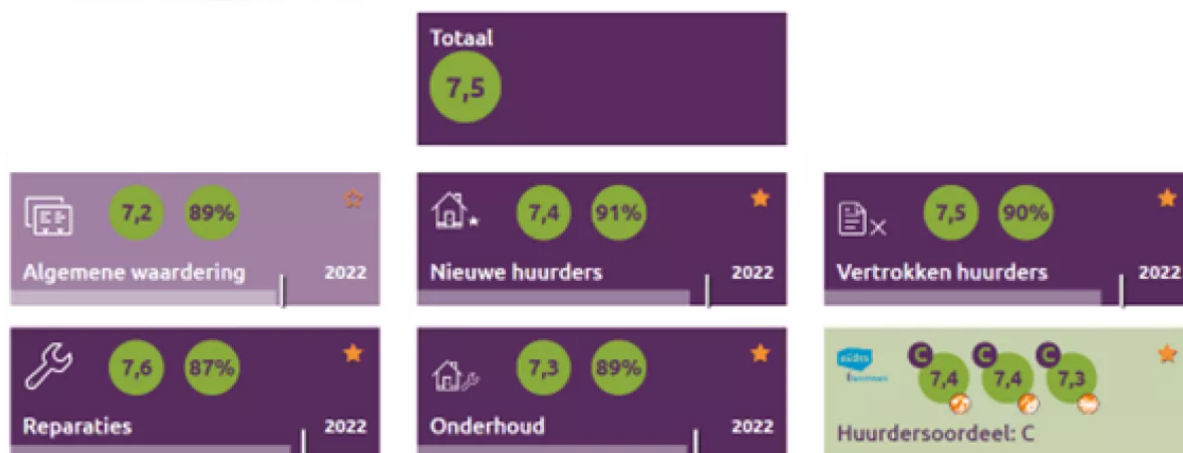 Totaal
7,5
7,2 89%
Algemene waardering 2022
7,4 91%
Nieuwe huurders 2022
7,5 90%
Vertrokken huurders 2022
7,6 87%
Reparaties 2022
7,3 89%
Onderhoud 2022
C C C
7,4 7,4 7,3
Huurdersoordeel: C